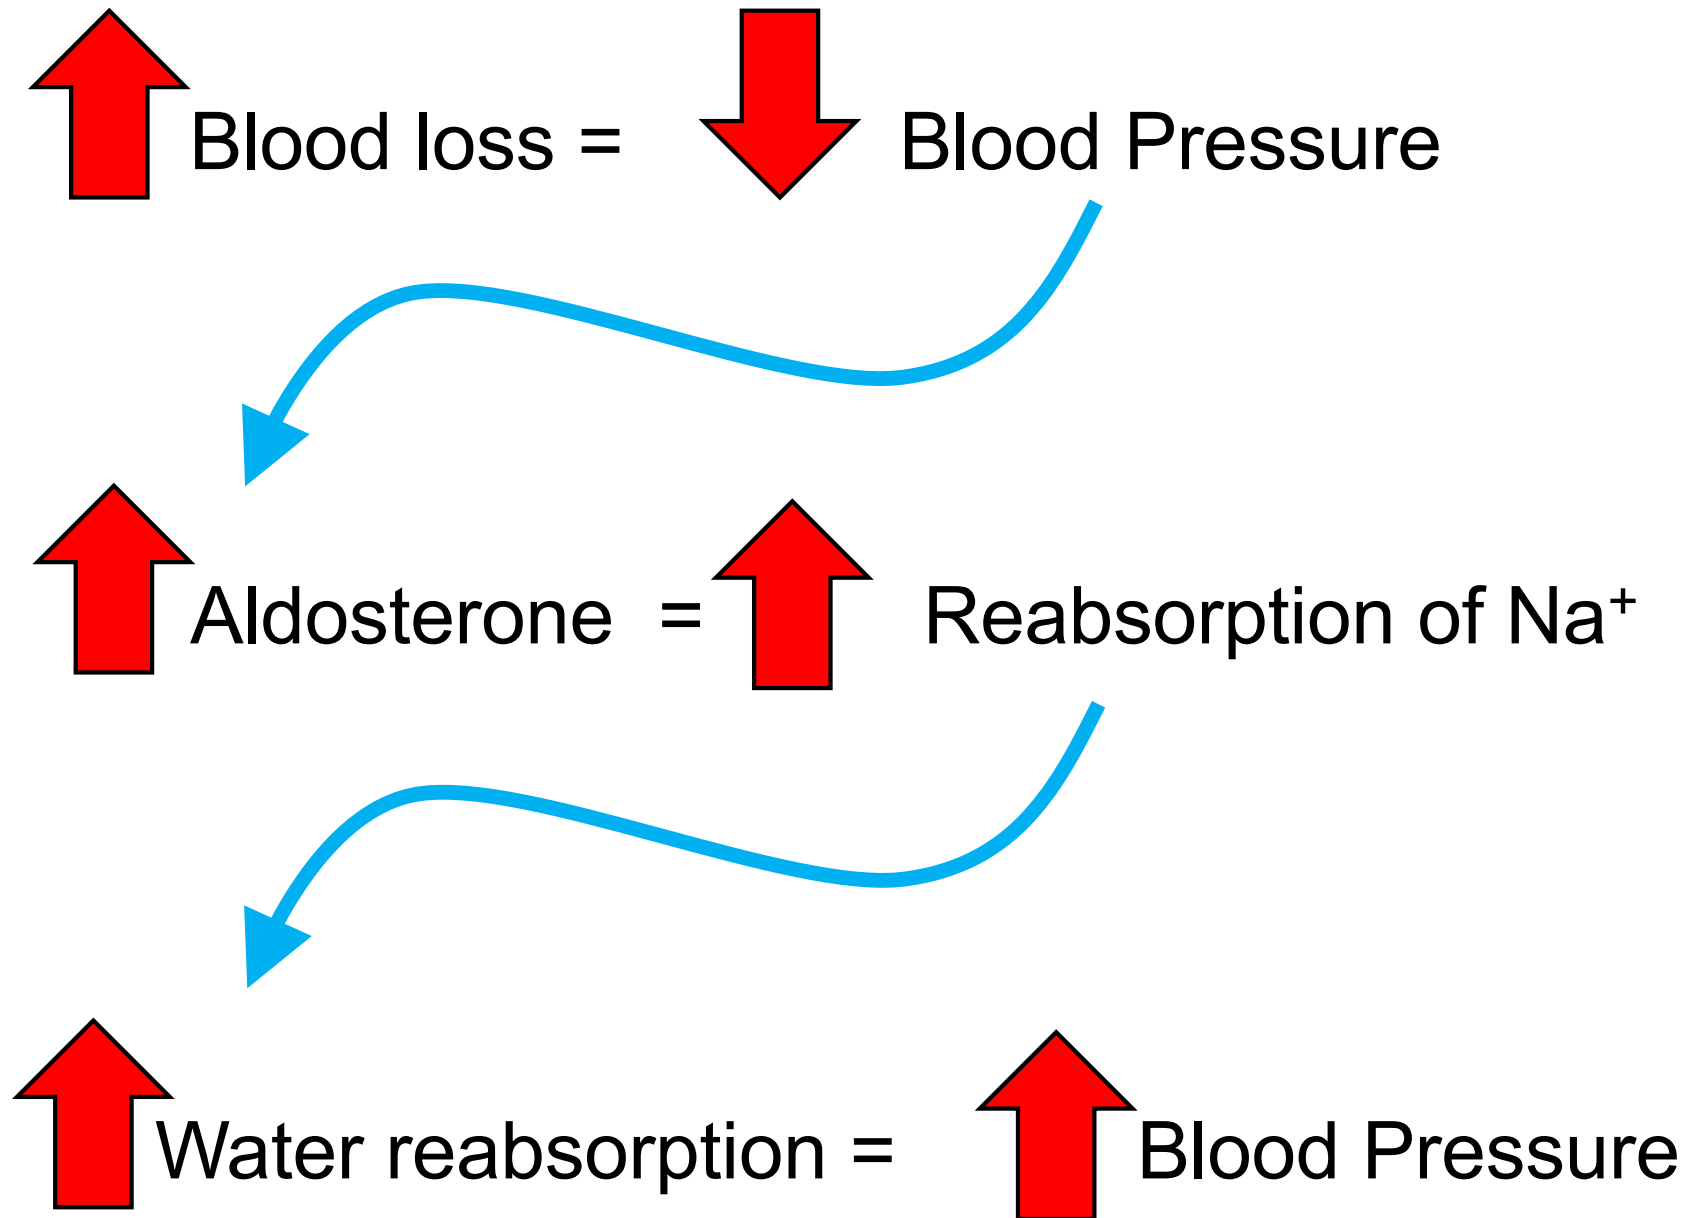 Blood loss = Blood Pressure
Aldosterone = Reabsorption of Na⁺
Water reabsorption = Blood Pressure